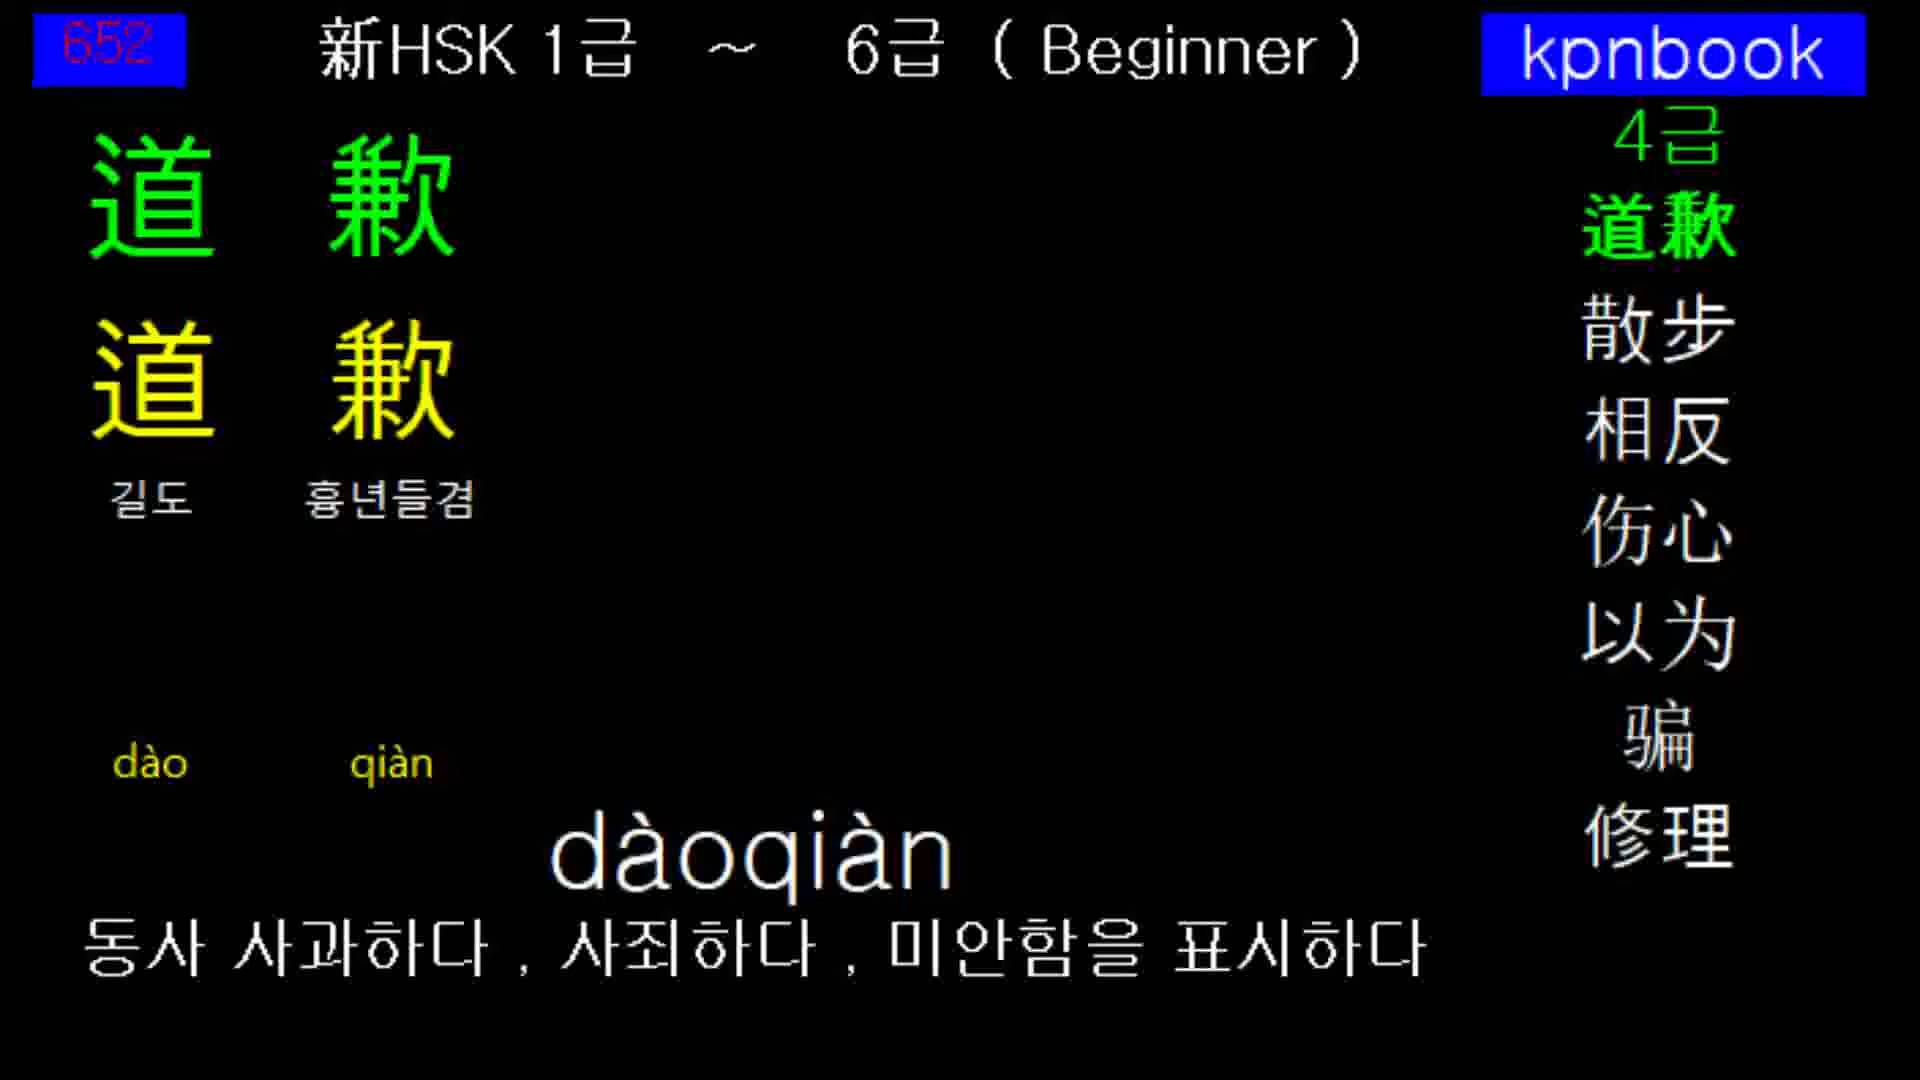 652
新HSK 1급 ~ 6급 ( Beginner )
kpnbook
道 歉
道 歉
길도 흉년들겸
dào qiàn
dàoqiàn
동사 사과하다 , 사죄하다 , 미안함을 표시하다
4급
道歉
散步
相反
伤心
以为
骗
修理